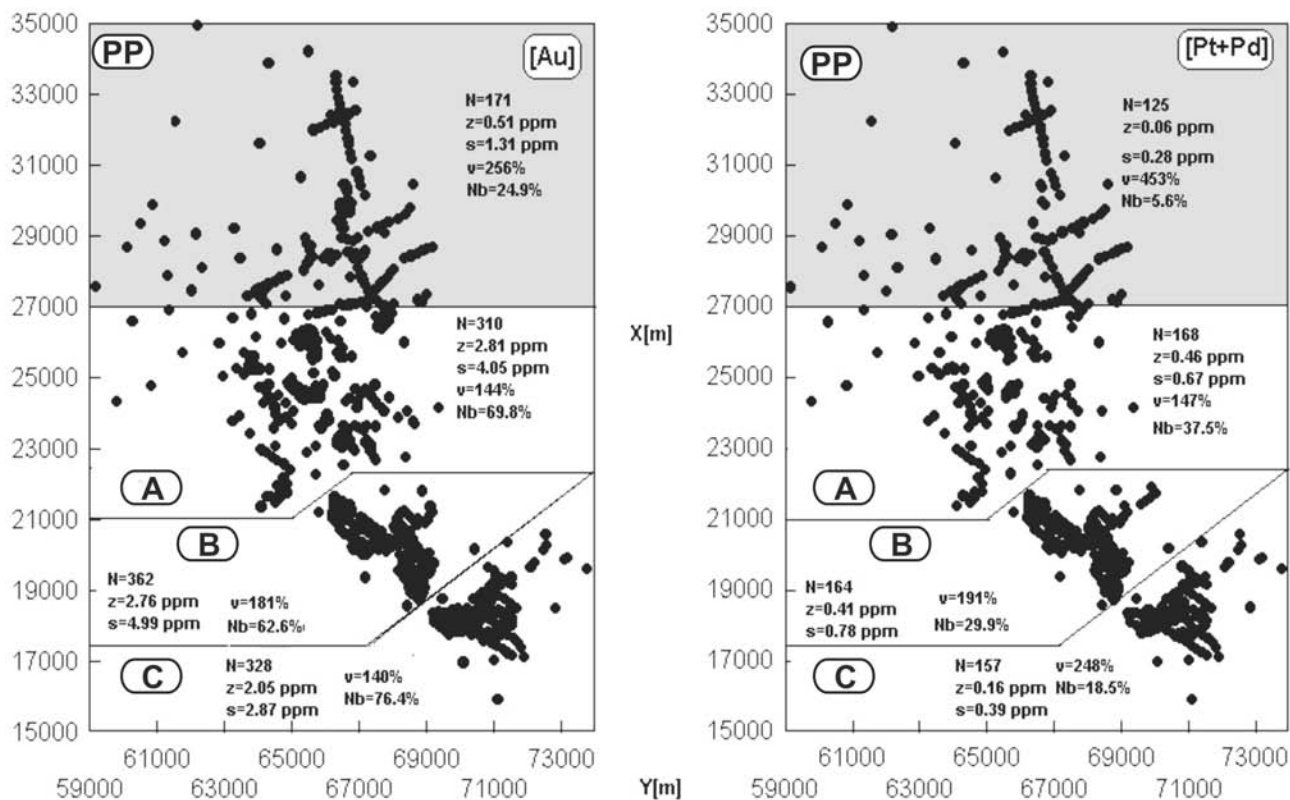 35000
33000
31000
29000
27000
25000
23000
21000
19000
17000
15000
PP
[Au]
N=171
z=0.51 ppm
s=1.31 ppm
ν=256%
Nb=24.9%
N=310
z=2.81 ppm
s=4.05 ppm
ν=144%
Nb=69.8%
A
B
N=362
z=2.76 ppm
s=4.99 ppm
ν=181%
Nb=62.6%
C
N=328
z=2.05 ppm
s=2.87 ppm
ν=140%
Nb=76.4%
61000 65000 69000 73000
59000 63000 67000 71000
X[m]
Y[m]
35000
33000
31000
29000
27000
25000
23000
21000
19000
17000
15000
PP
[Pt+Pd]
N=125
z=0.06 ppm
s=0.28 ppm
ν=453%
Nb=5.6%
N=168
z=0.46 ppm
s=0.67 ppm
ν=147%
Nb=37.5%
A
B
N=164
z=0.41 ppm
s=0.78 ppm
ν=191%
Nb=29.9%
C
N=157
z=0.16 ppm
s=0.39 ppm
ν=248%
Nb=18.5%
61000 65000 69000 73000
59000 63000 67000 71000